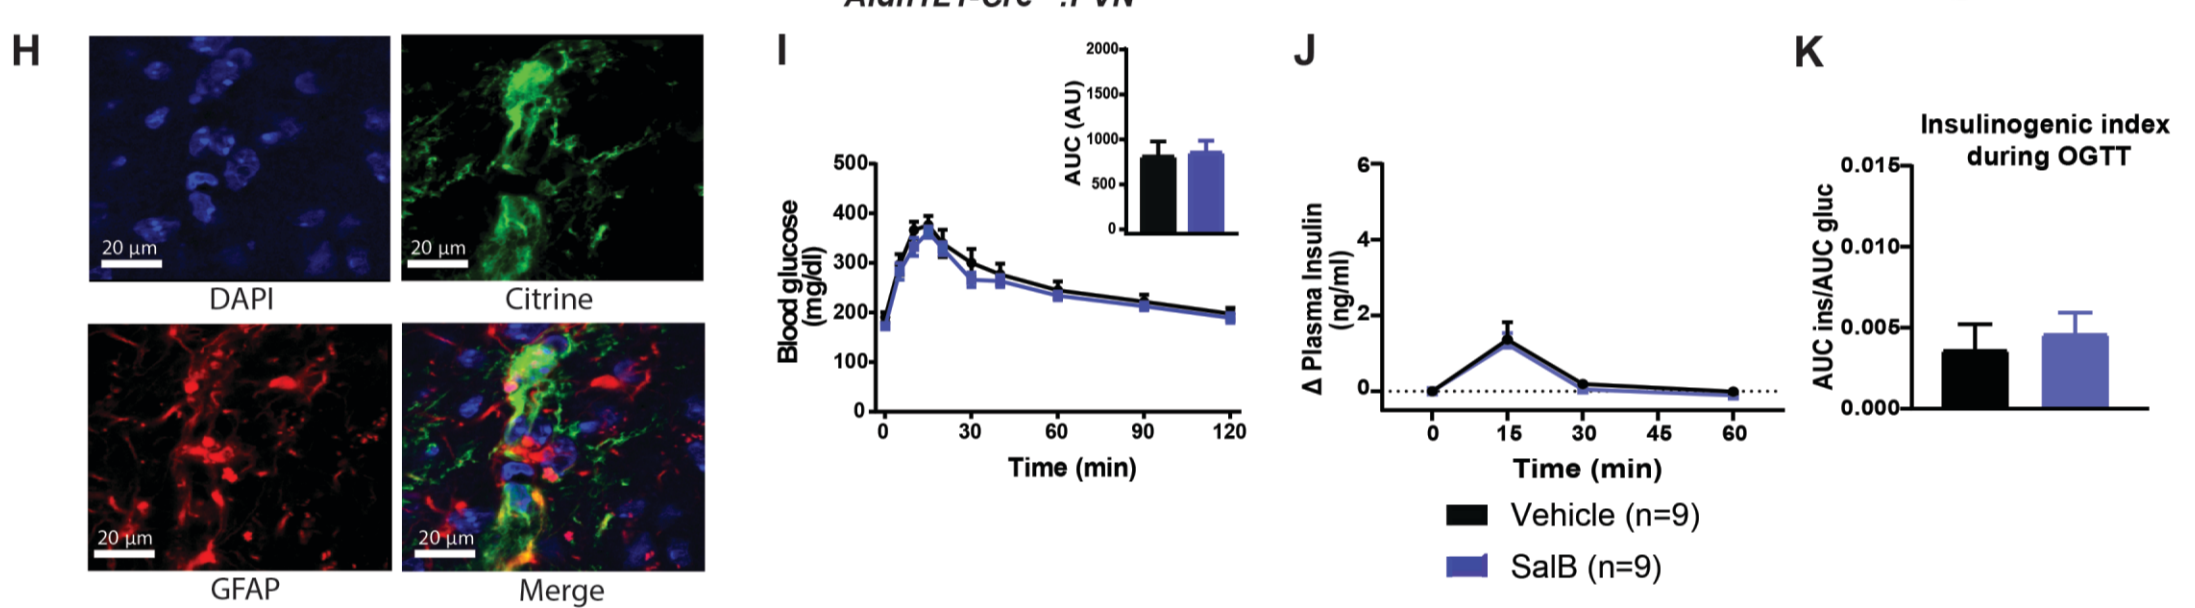 H
20 µm
DAPI
20 µm
Citrine
20 µm
GFAP
20 µm
Merge
I
2000
1500
1000
500
0
AUC (AU)
500
400
300
200
100
0
Blood glucose
(mg/dl)
0 30 60 90 120
Time (min)
J
6
4
2
0
Δ Plasma Insulin
(ng/ml)
0 15 30 45 60
Time (min)
Vehicle (n=9)
SalB (n=9)
K
Insulinogenic index
during OGTT
0.015
0.010
0.005
0.000
AUC ins/AUC gluc